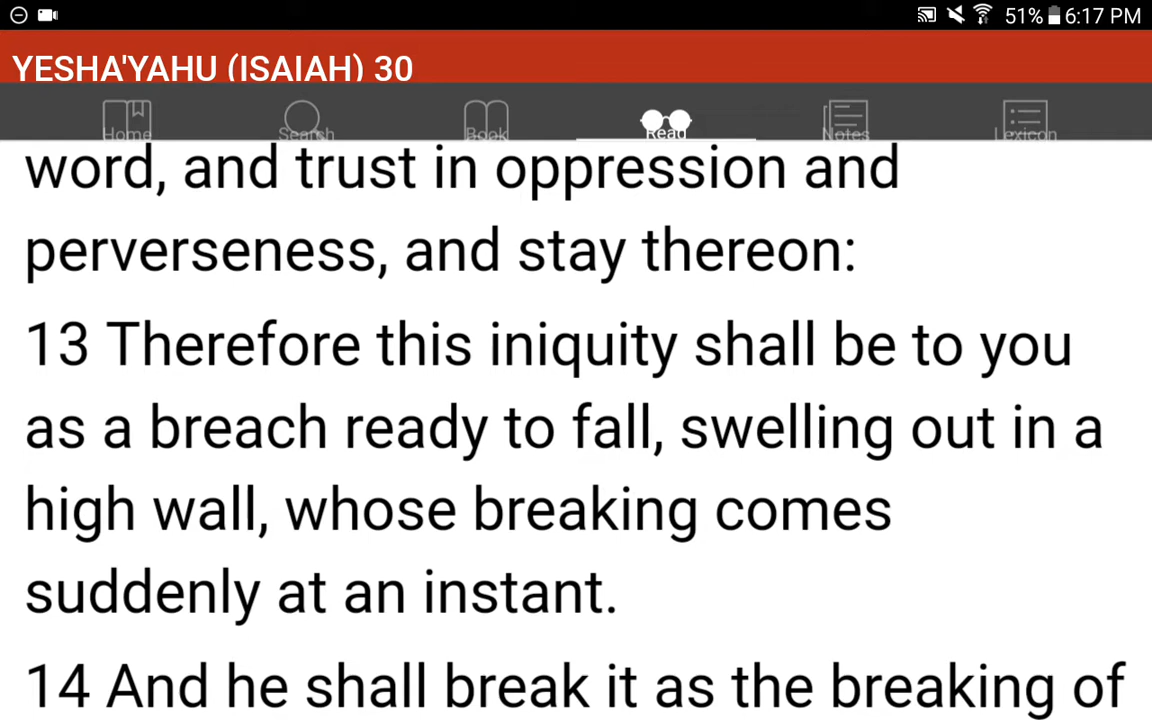 51% 6:17 PM
YESHA'YAHU (ISAIAH) 30
Home Search Book Read Notes Lexicon
word, and trust in oppression and
perverseness, and stay thereon:
13 Therefore this iniquity shall be to you
as a breach ready to fall, swelling out in a
high wall, whose breaking comes
suddenly at an instant.
14 And he shall break it as the breaking of